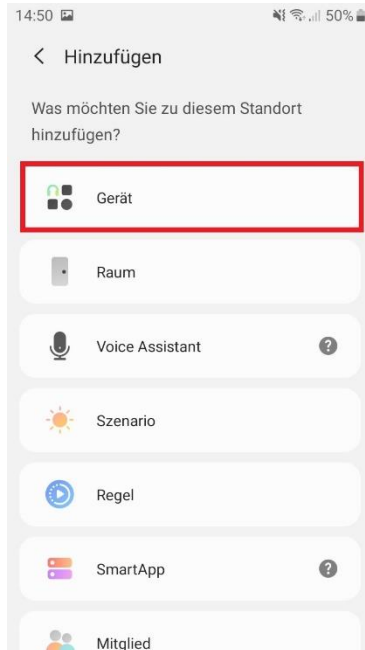 14:50 50%
Hinzufügen
Was möchten Sie zu diesem Standort
hinzufügen?
Gerät
Raum
Voice Assistant ?
Szenario
Regel
SmartApp ?
Mitglied